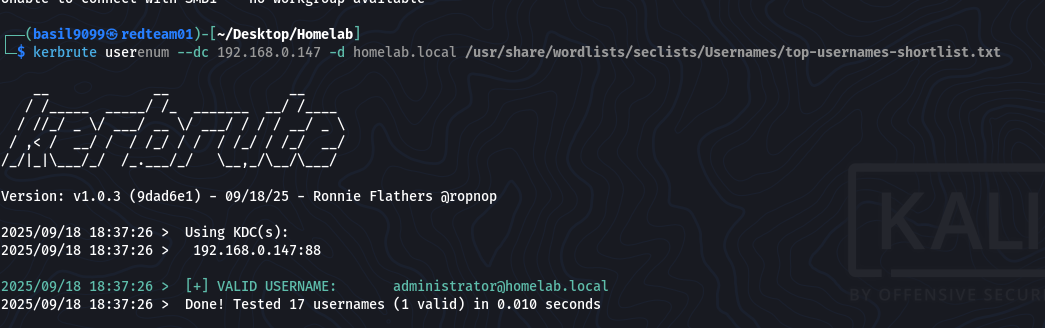 Unable to connect with SMB1 -- no workgroup available
┌──(basil9099㉿redteam01)-[~/Desktop/Homelab]
└─$ kerbrute userenum --dc 192.168.0.147 -d homelab.local /usr/share/wordlists/seclists/Usernames/top-usernames-shortlist.txt
    __             __               __
   / /_____  _____/ /_  _______  __/ /____
  / //_/ _ \/ ___/ __ \/ ___/ / / / __/ _ \
 / ,< /  __/ /  / /_/ / /  / /_/ / /_/  __/
/_/|_|\___/_/  /_.___/_/   \__,_/\__/\___/
Version: v1.0.3 (9dad6e1) - 09/18/25 - Ronnie Flathers @ropnop
2025/09/18 18:37:26 >  Using KDC(s):
2025/09/18 18:37:26 >   192.168.0.147:88
2025/09/18 18:37:26 >  [+] VALID USERNAME:       administrator@homelab.local
2025/09/18 18:37:26 >  Done! Tested 17 usernames (1 valid) in 0.010 seconds
KALI
BY OFFENSIVE SECUR